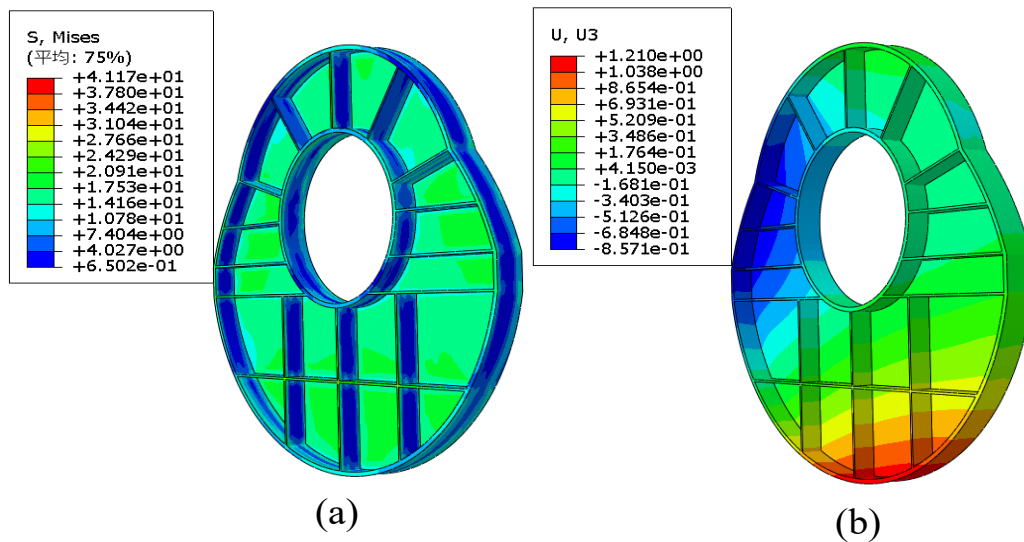 S, Mises
(平均: 75%)
+4.117e+01
+3.780e+01
+3.442e+01
+3.104e+01
+2.766e+01
+2.429e+01
+2.091e+01
+1.753e+01
+1.416e+01
+1.078e+01
+7.404e+00
+4.027e+00
+6.502e-01
(a)
U, U3
+1.210e+00
+1.038e+00
+8.654e-01
+6.931e-01
+5.209e-01
+3.486e-01
+1.764e-01
+4.150e-03
-1.681e-01
-3.403e-01
-5.126e-01
-6.848e-01
-8.571e-01
(b)